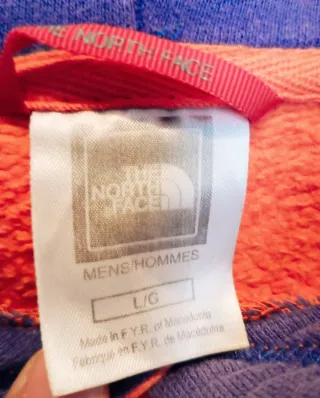 THE NORTH FACE
THE
NORTH
FACE
MENS/HOMMES
L/G
Made in F.Y.R. of Macedonia
Fabriqué en F.Y.R. de Macédoine